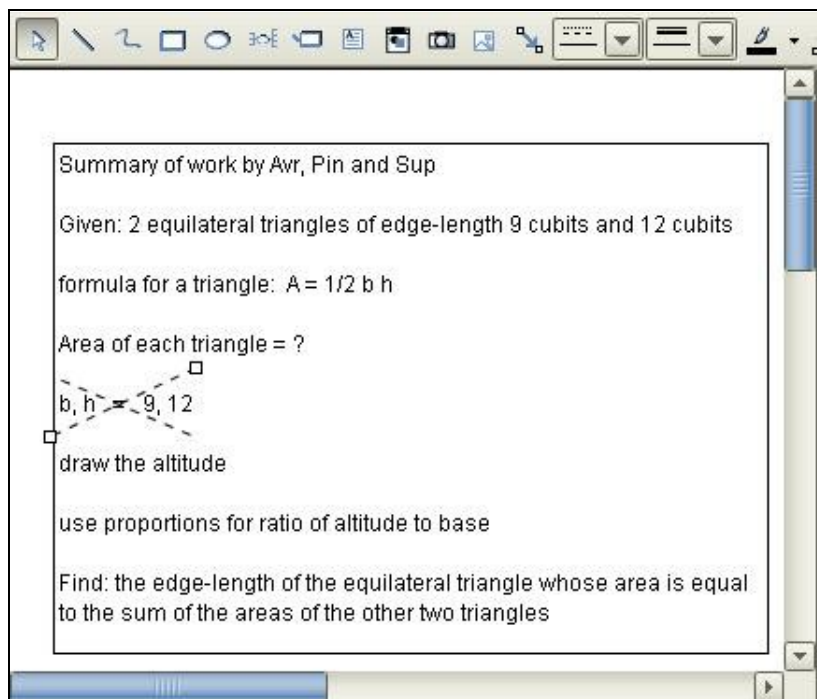 Summary of work by Avr, Pin and Sup
Given: 2 equilateral triangles of edge-length 9 cubits and 12 cubits
formula for a triangle:  A = 1/2 b h
Area of each triangle = ?
b, h  =  9, 12
draw the altitude
use proportions for ratio of altitude to base
Find: the edge-length of the equilateral triangle whose area is equal
to the sum of the areas of the other two triangles